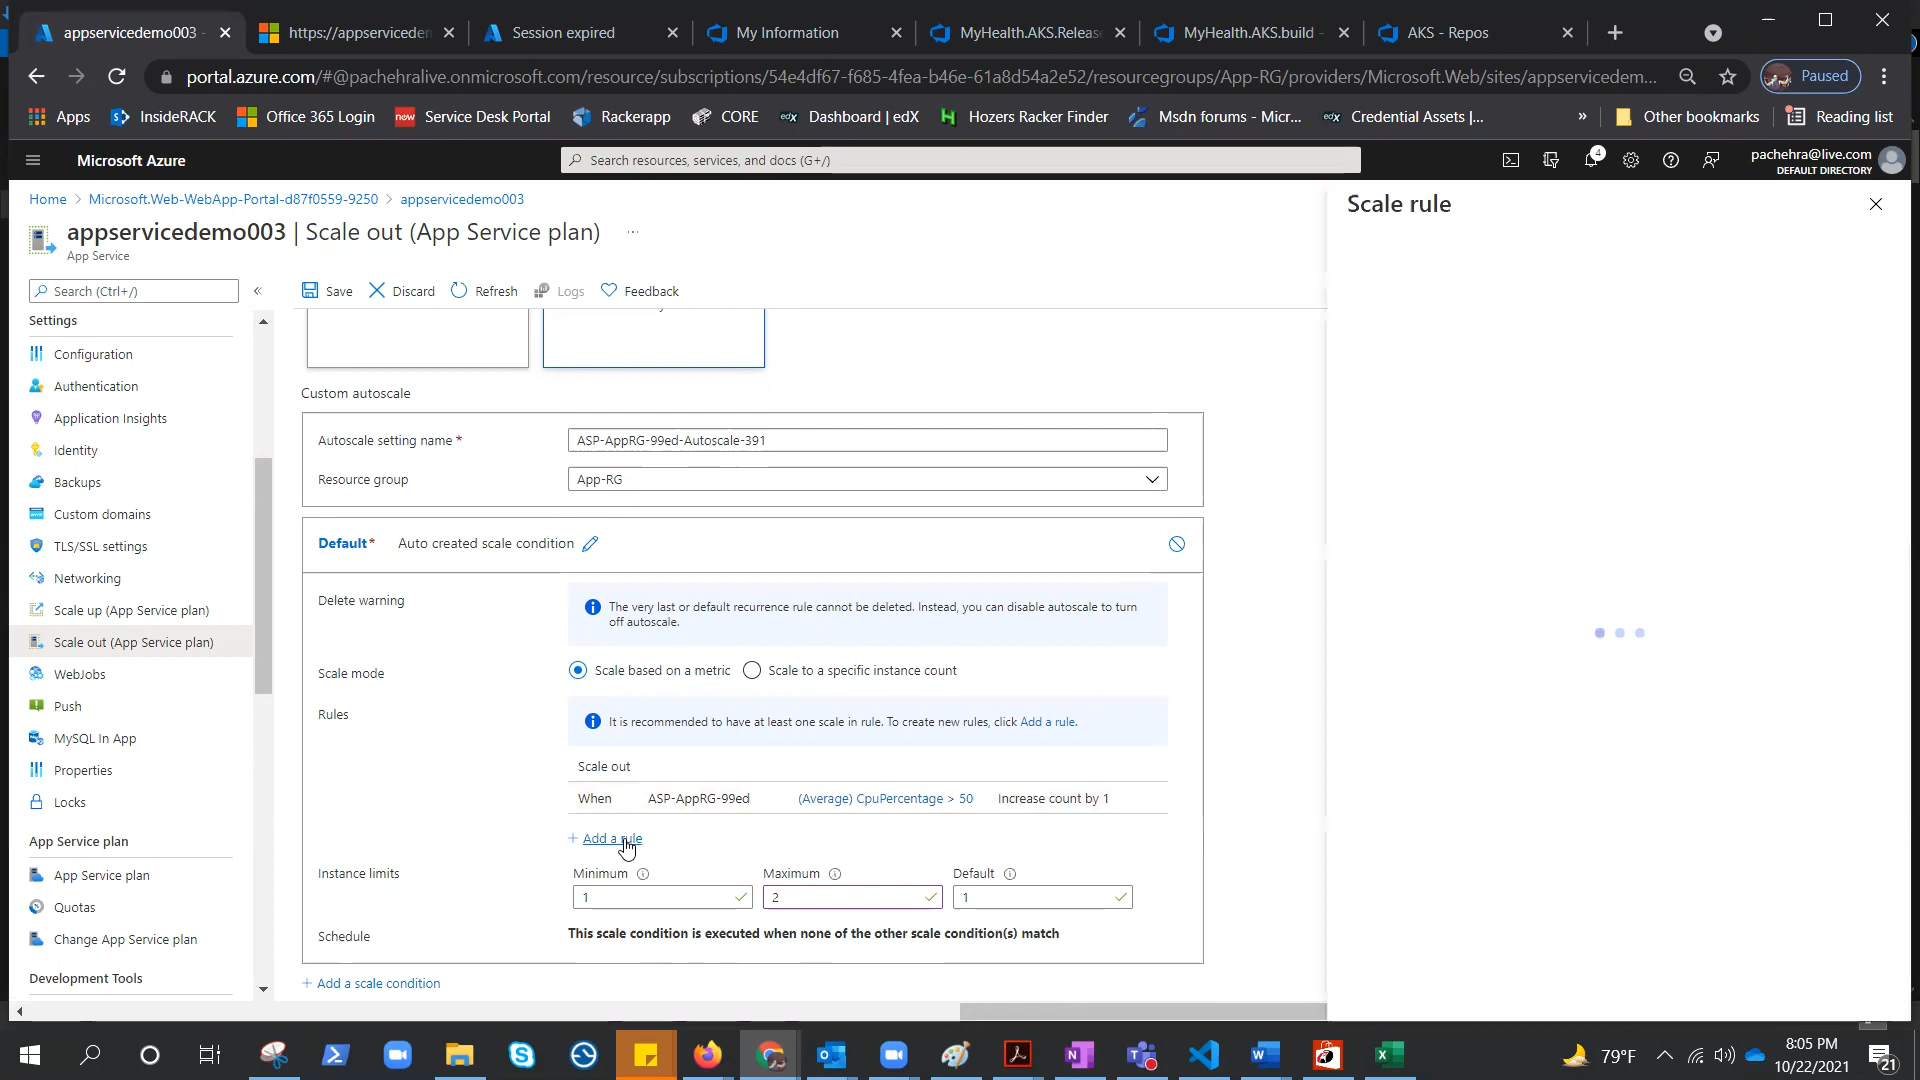 appservicedemo003 -
https://appserviceden
Session expired
My Information
MyHealth.AKS.Release
MyHealth.AKS.build -
AKS - Repos
portal.azure.com/#@pachehralive.onmicrosoft.com/resource/subscriptions/54e4df67-f685-4fea-b46e-61a8d54a2e52/resourcegroups/App-RG/providers/Microsoft.Web/sites/appservicedem...
Paused
Apps
InsideRACK
Office 365 Login
now
Service Desk Portal
Rackerapp
CORE
edx
Dashboard | edX
Hozers Racker Finder
Msdn forums - Micr...
edx
Credential Assets |...
»
Other bookmarks
Reading list
Microsoft Azure
Search resources, services, and docs (G+/)
4
pachehra@live.com
DEFAULT DIRECTORY
Home > Microsoft.Web-WebApp-Portal-d87f0559-9250 > appservicedemo003
appservicedemo003 | Scale out (App Service plan) ...
App Service
Search (Ctrl+/)
«
Settings
Configuration
Authentication
Application Insights
Identity
Backups
Custom domains
TLS/SSL settings
Networking
Scale up (App Service plan)
Scale out (App Service plan)
WebJobs
Push
MySQL In App
Properties
Locks
App Service plan
App Service plan
Quotas
Change App Service plan
Development Tools
Save
Discard
Refresh
Logs
Feedback
Custom autoscale
Autoscale setting name *
ASP-AppRG-99ed-Autoscale-391
Resource group
App-RG
Default*
Auto created scale condition
Delete warning
The very last or default recurrence rule cannot be deleted. Instead, you can disable autoscale to turn
off autoscale.
Scale mode
Scale based on a metric
Scale to a specific instance count
Rules
It is recommended to have at least one scale in rule. To create new rules, click Add a rule.
Scale out
When ASP-AppRG-99ed (Average) CpuPercentage > 50 Increase count by 1
+ Add a rule
Instance limits
Minimum
Maximum
Default
1
2
1
Schedule
This scale condition is executed when none of the other scale condition(s) match
+ Add a scale condition
Scale rule
79°F
8:05 PM
10/22/2021
21